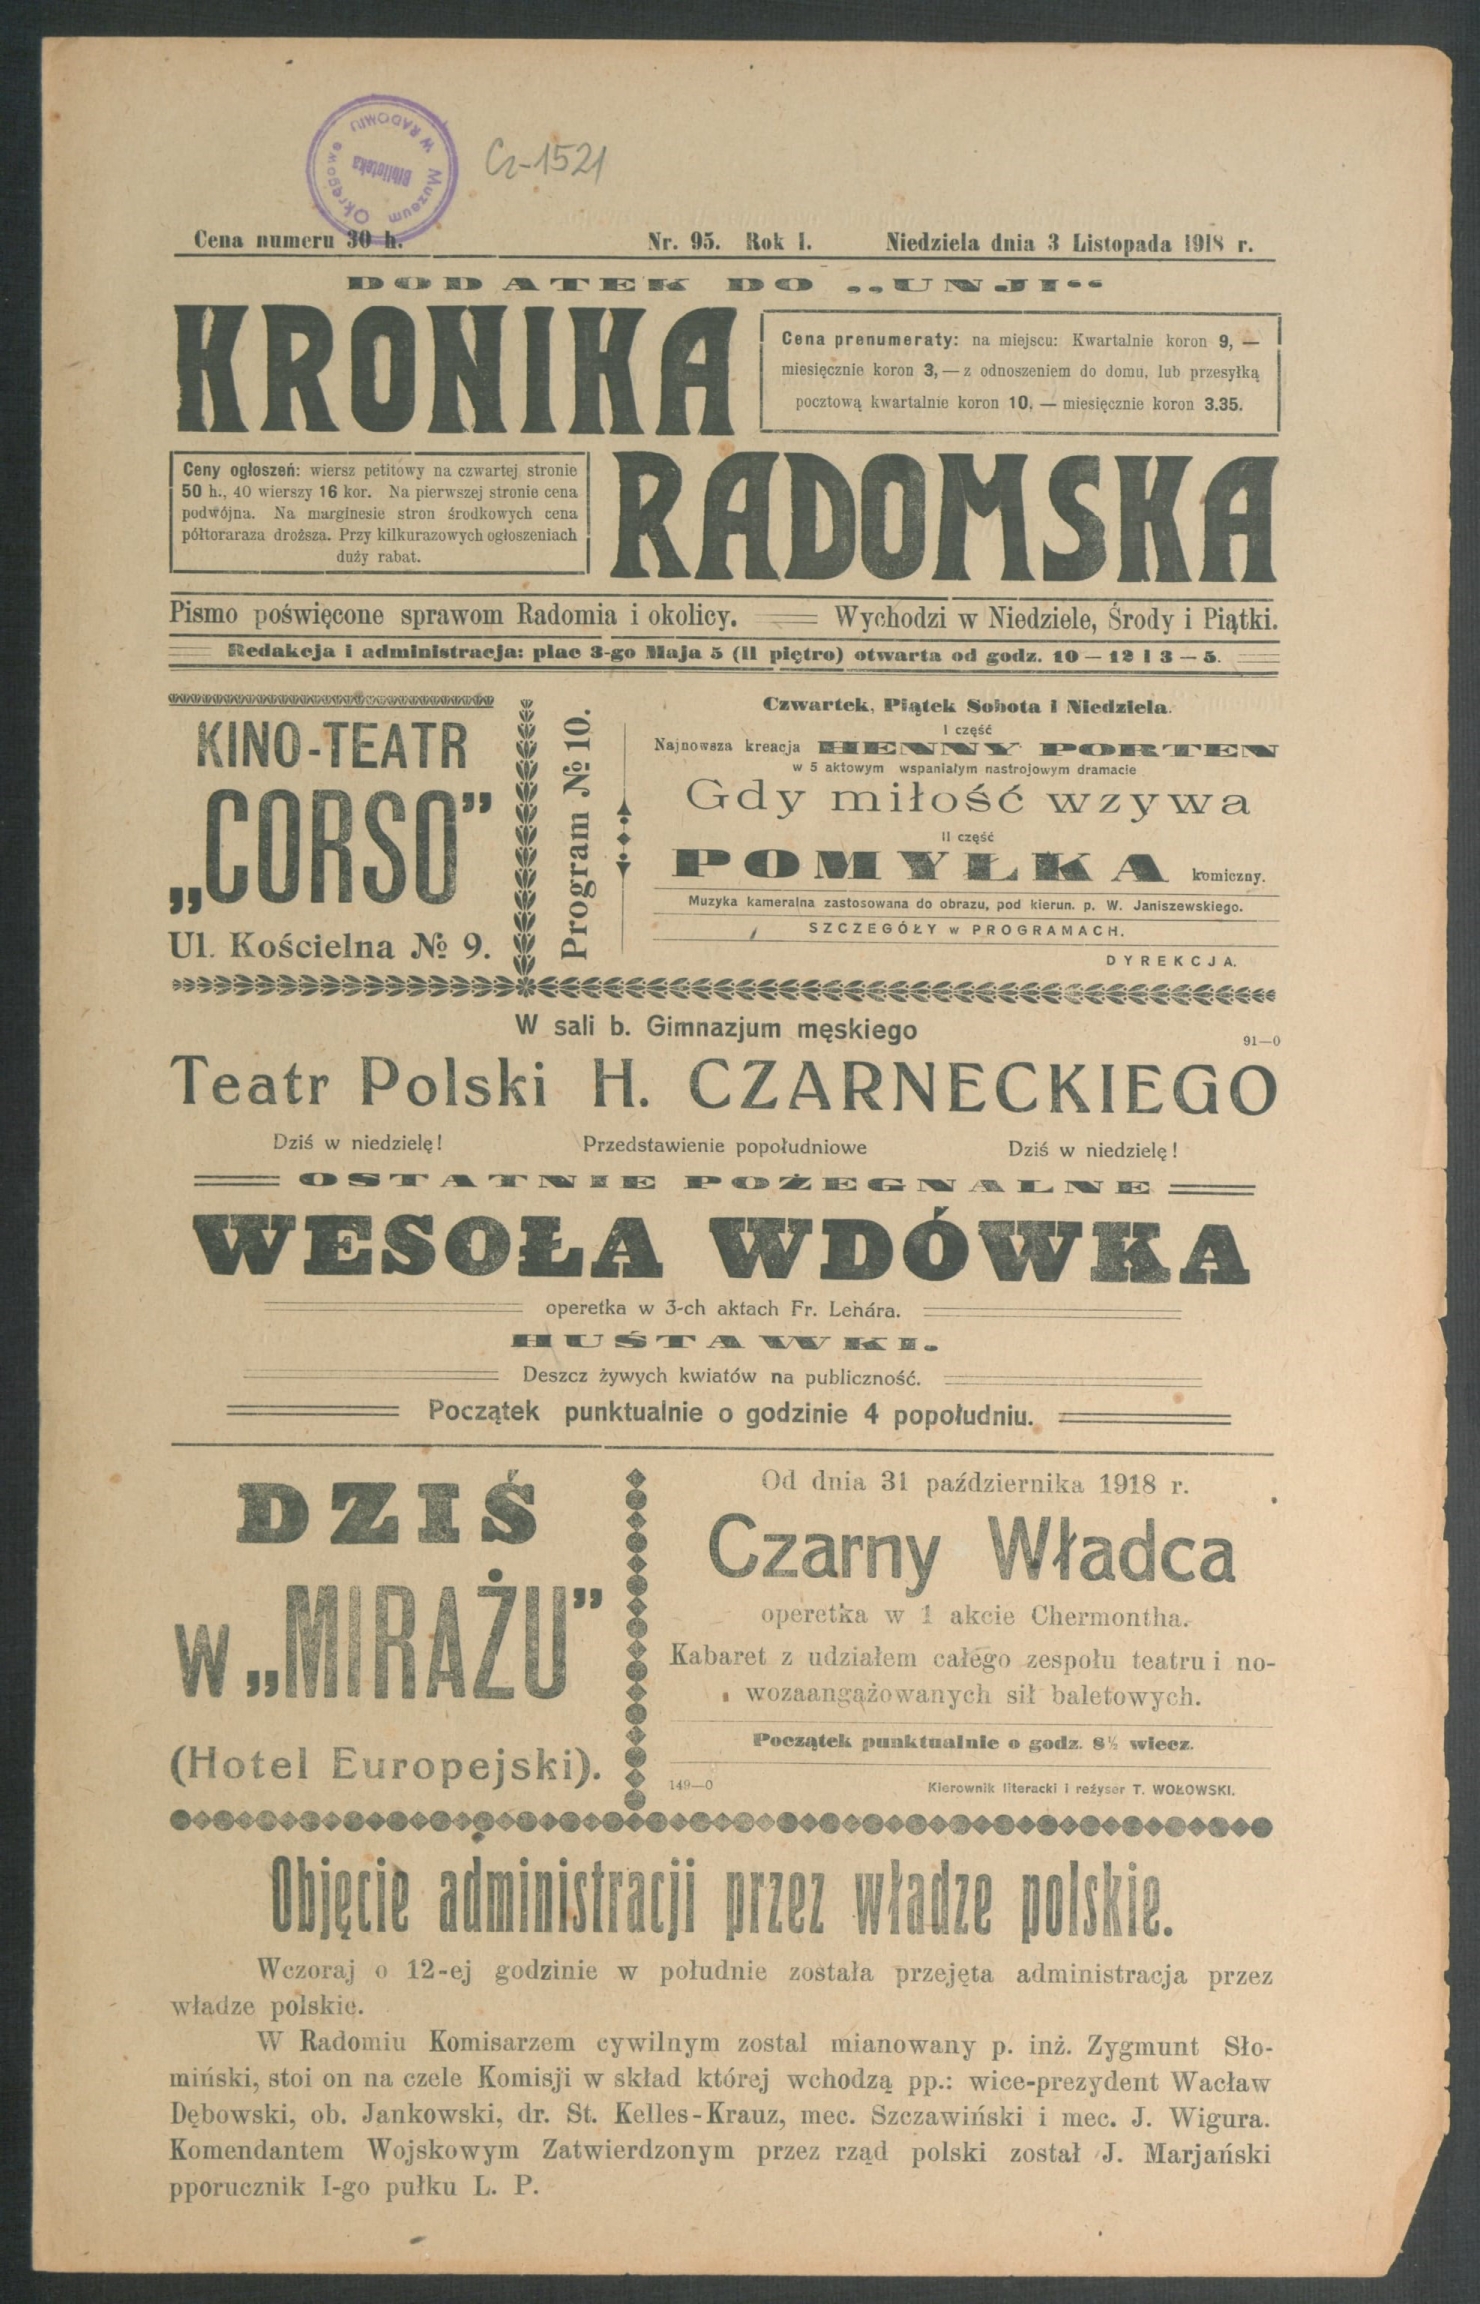 Muzeum Okręgowe w RADOMIU
Biblioteka
Cz-1521
Cena numeru 30 h.
Nr. 95. Rok I.
Niedziela dnia 3 Listopada 1918 r.
DODATEK DO „UNJI“
KRONIKA
Cena prenumeraty: na miejscu: Kwartalnie koron 9, —
miesięcznie koron 3, — z odnoszeniem do domu, lub przesyłką
pocztową kwartalnie koron 10, — miesięcznie koron 3.35.
Ceny ogłoszeń: wiersz petitowy na czwartej stronie
50 h., 40 wierszy 16 kor. Na pierwszej stronie cena
podwójna. Na marginesie stron środkowych cena
półtoraraza droższa. Przy kilkurazowych ogłoszeniach
duży rabat.
RADOMSKA
Pismo poświęcone sprawom Radomia i okolicy. Wychodzi w Niedziele, Środy i Piątki.
Redakcja i administracja: plac 3-go Maja 5 (II piętro) otwarta od godz. 10 — 12 i 3 — 5.
KINO-TEATR
„CORSO”
Ul. Kościelna № 9.
Program № 10.
Czwartek, Piątek Sobota i Niedziela.
I część
Najnowsza kreacja HENNY PORTEN
w 5 aktowym wspaniałym nastrojowym dramacie
Gdy miłość wzywa
II część
POMYŁKA komiczny.
Muzyka kameralna zastosowana do obrazu, pod kierun. p. W. Janiszewskiego.
SZCZEGÓŁY w PROGRAMACH.
DYREKCJA.
W sali b. Gimnazjum męskiego
91—0
Teatr Polski H. CZARNECKIEGO
Dziś w niedzielę! Przedstawienie popołudniowe Dziś w niedzielę!
OSTATNIE POŻEGNALNE
WESOŁA WDÓWKA
operetka w 3-ch aktach Fr. Lehára.
HUŚTAWKI.
Deszcz żywych kwiatów na publiczność.
Początek punktualnie o godzinie 4 popołudniu.
DZIŚ
w „MIRAŻU”
(Hotel Europejski).
Od dnia 31 października 1918 r.
Czarny Władca
operetka w 1 akcie Chermontha.
Kabaret z udziałem całego zespołu teatru i no-
wozaangażowanych sił baletowych.
Początek punktualnie o godz. 8½ wiecz.
149—0
Kierownik literacki i reżyser T. WOŁOWSKI.
Objęcie administracji przez władze polskie.
Wczoraj o 12-ej godzinie w południe została przejęta administracja przez
władze polskie.
W Radomiu Komisarzem cywilnym zostal mianowany p. inż. Zygmunt Sło-
miński, stoi on na czele Komisji w skład której wchodzą pp.: wice-prezydent Wacław
Dębowski, ob. Jankowski, dr. St. Kelles-Krauz, mec. Szczawiński i mec. J. Wigura.
Komendantem Wojskowym Zatwierdzonym przez rząd polski został J. Marjański
pporucznik I-go pułku L. P.